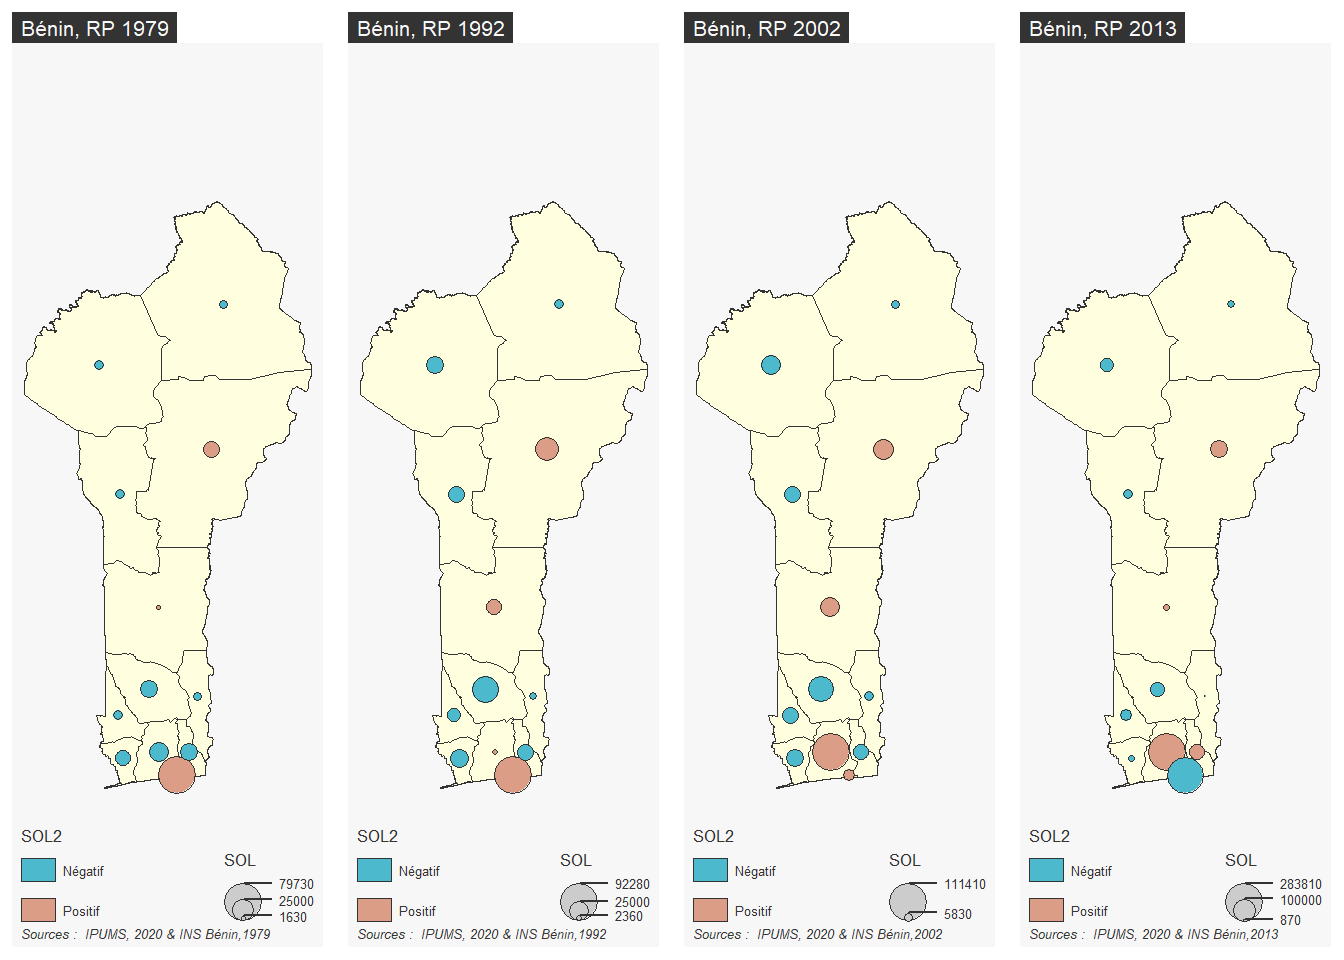 Bénin, RP 1979
SOL2
Négatif
Positif
SOL
79730
25000
1630
Sources : IPUMS, 2020 & INS Bénin,1979
Bénin, RP 1992
SOL2
Négatif
Positif
SOL
92280
25000
2360
Sources : IPUMS, 2020 & INS Bénin,1992
Bénin, RP 2002
SOL2
Négatif
Positif
SOL
111410
5830
Sources : IPUMS, 2020 & INS Bénin,2002
Bénin, RP 2013
SOL2
Négatif
Positif
SOL
283810
100000
870
Sources : IPUMS, 2020 & INS Bénin,2013